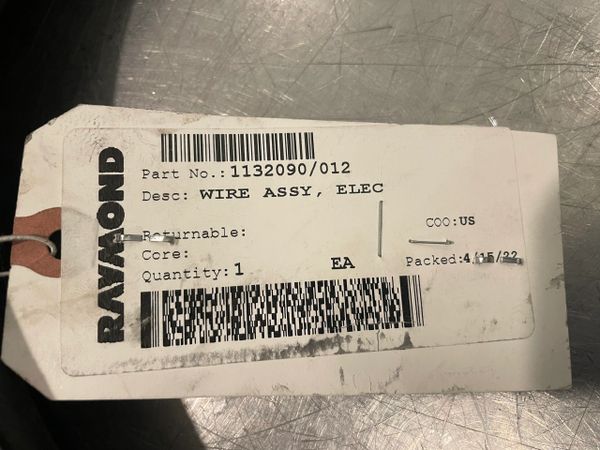 RAYMOND
Part No.:1132090/012
Desc: WIRE ASSY, ELEC
Returnable:
COO:US
Core:
Quantity:1 EA Packed:4/15/22